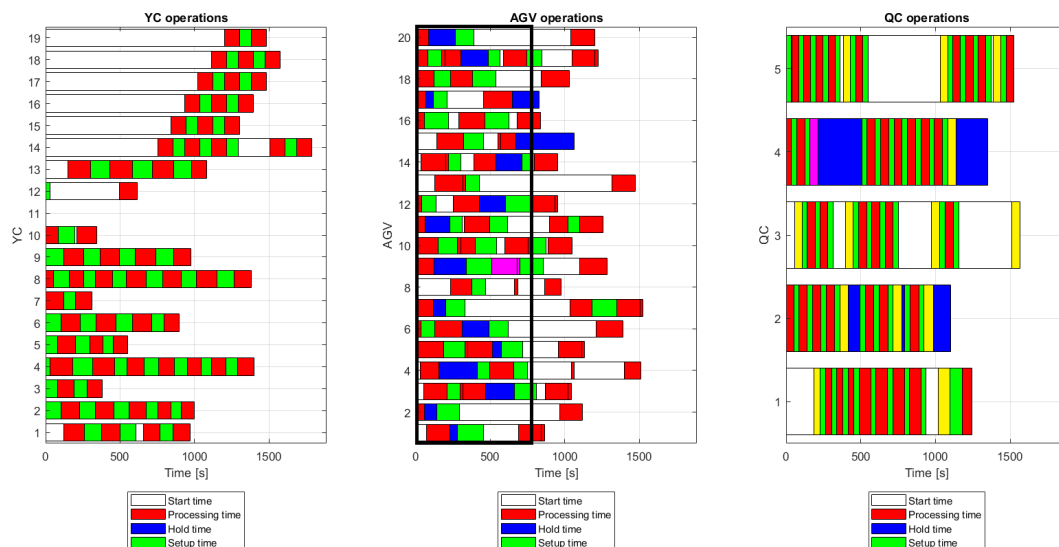 YC operations
19
18
17
16
15
14
13
12
11
10
9
8
7
6
5
4
3
2
1
YC
0
500
1000
1500
Time [s]
Start time
Processing time
Hold time
Setup time
AGV operations
20
18
16
14
12
10
8
6
4
2
AGV
0
500
1000
1500
Time [s]
Start time
Processing time
Hold time
Setup time
QC operations
5
4
3
2
1
QC
0
500
1000
1500
Time [s]
Start time
Processing time
Hold time
Setup time